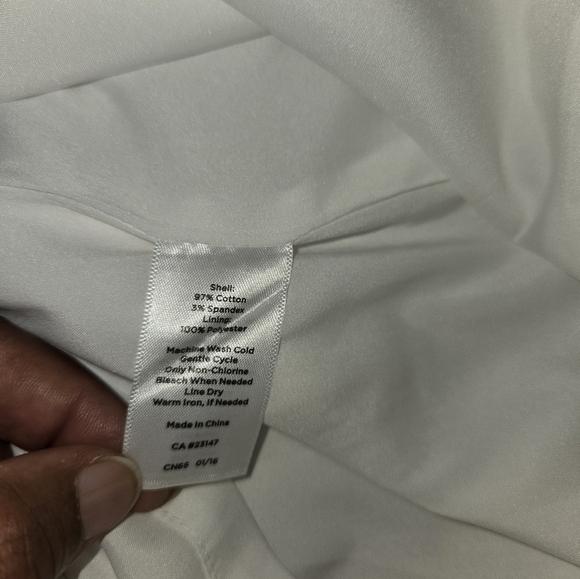 Shell:
97% Cotton
3% Spandex
Lining:
100% Polyester
Machine Wash Cold
Gentle Cycle
Only Non-Chlorine
Bleach When Needed
Line Dry
Warm Iron, if Needed
Made in China
CA #23147
CN66 01/16